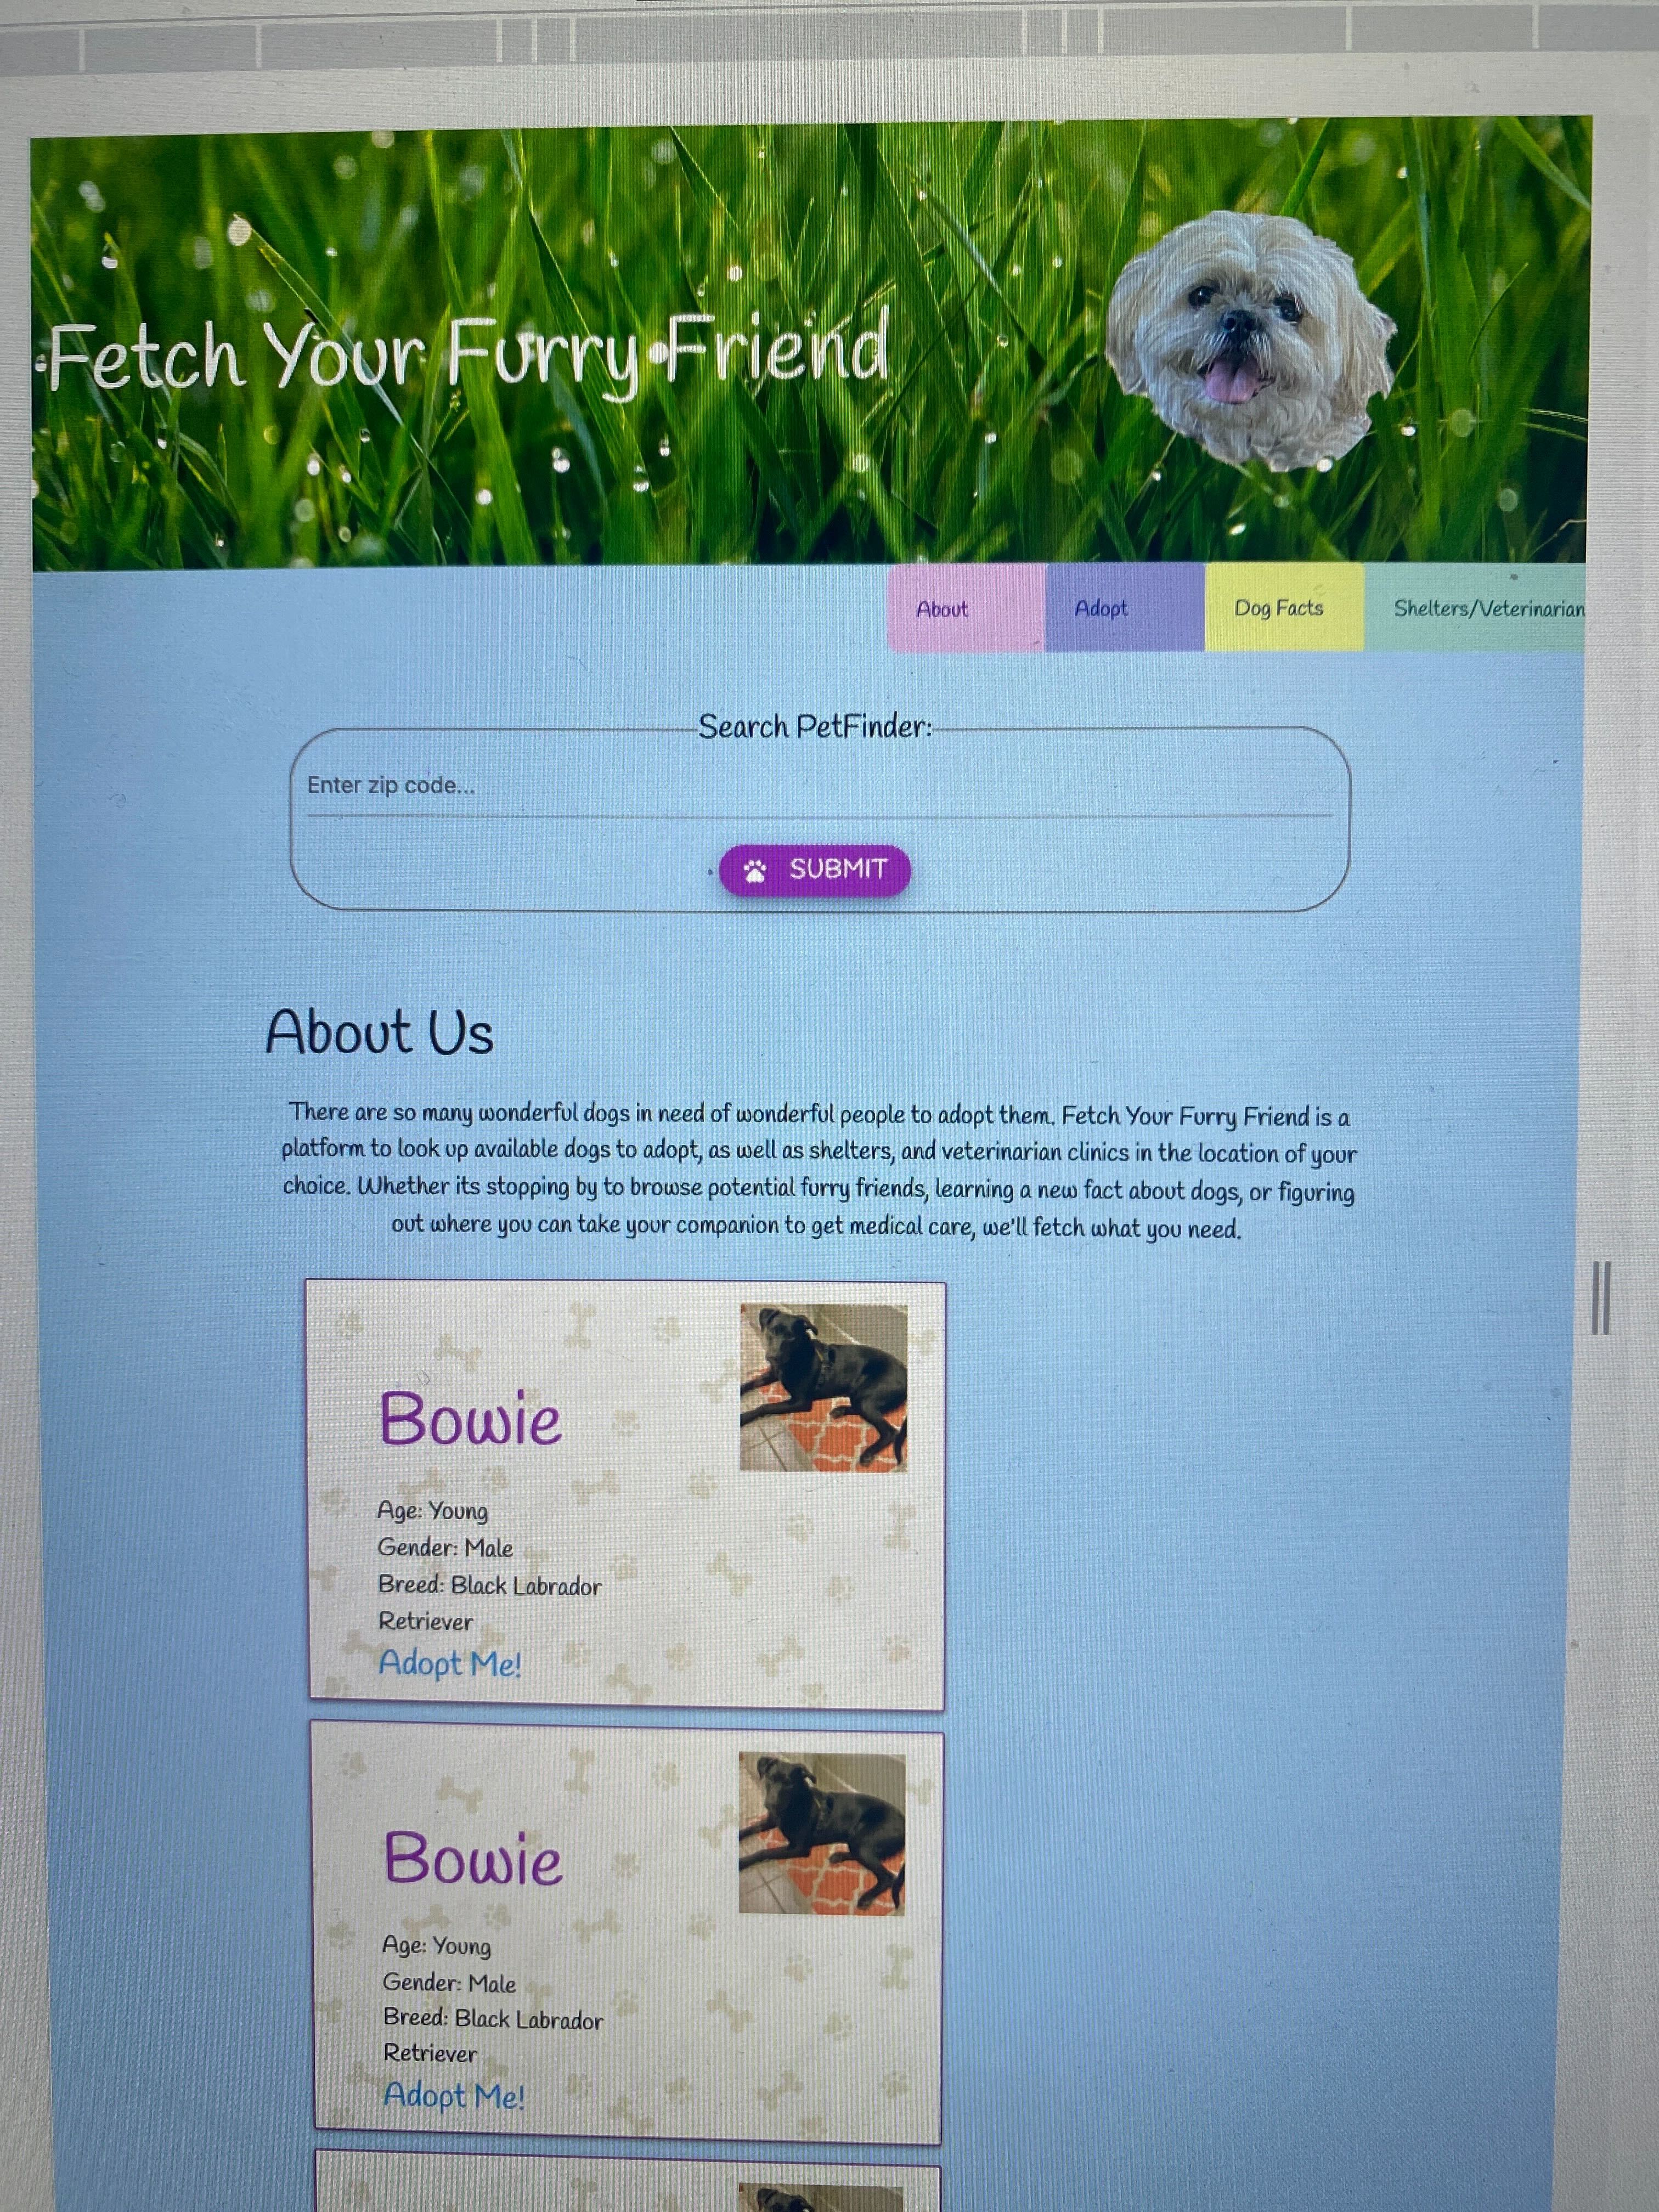 Fetch Your Furry Friend
About
Adopt
Dog Facts
Shelters/Veterinarian
Search PetFinder:
Enter zip code...
SUBMIT
About Us
There are so many wonderful dogs in need of wonderful people to adopt them. Fetch Your Furry Friend is a
platform to look up available dogs to adopt, as well as shelters, and veterinarian clinics in the location of your
choice. Whether its stopping by to browse potential furry friends, learning a new fact about dogs, or figuring
out where you can take your companion to get medical care, we'll fetch what you need.
Bowie
Age: Young
Gender: Male
Breed: Black Labrador
Retriever
Adopt Me!
Bowie
Age: Young
Gender: Male
Breed: Black Labrador
Retriever
Adopt Me!